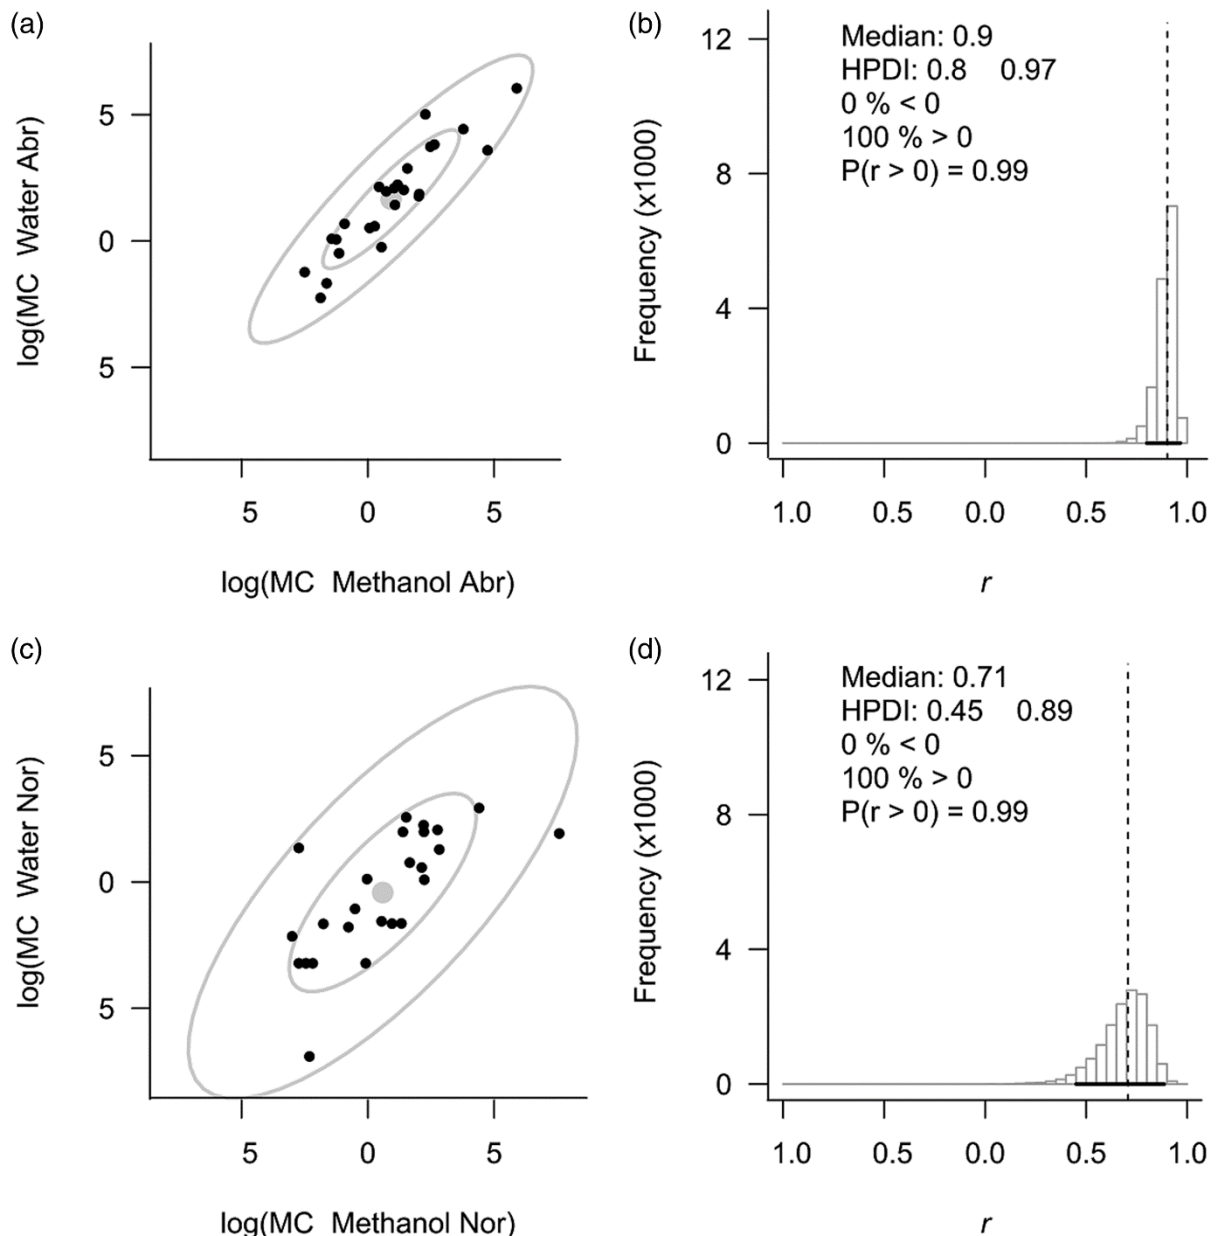 (a)
log(MC Water Abr)
5
0
5
5 0 5
log(MC Methanol Abr)
(b)
Median: 0.9
HPDI: 0.8 0.97
0 % < 0
100 % > 0
P(r > 0) = 0.99
Frequency (x1000)
12
8
4
0
1.0 0.5 0.0 0.5 1.0
r
(c)
log(MC Water Nor)
5
0
5
5 0 5
log(MC Methanol Nor)
(d)
Median: 0.71
HPDI: 0.45 0.89
0 % < 0
100 % > 0
P(r > 0) = 0.99
Frequency (x1000)
12
8
4
0
1.0 0.5 0.0 0.5 1.0
r